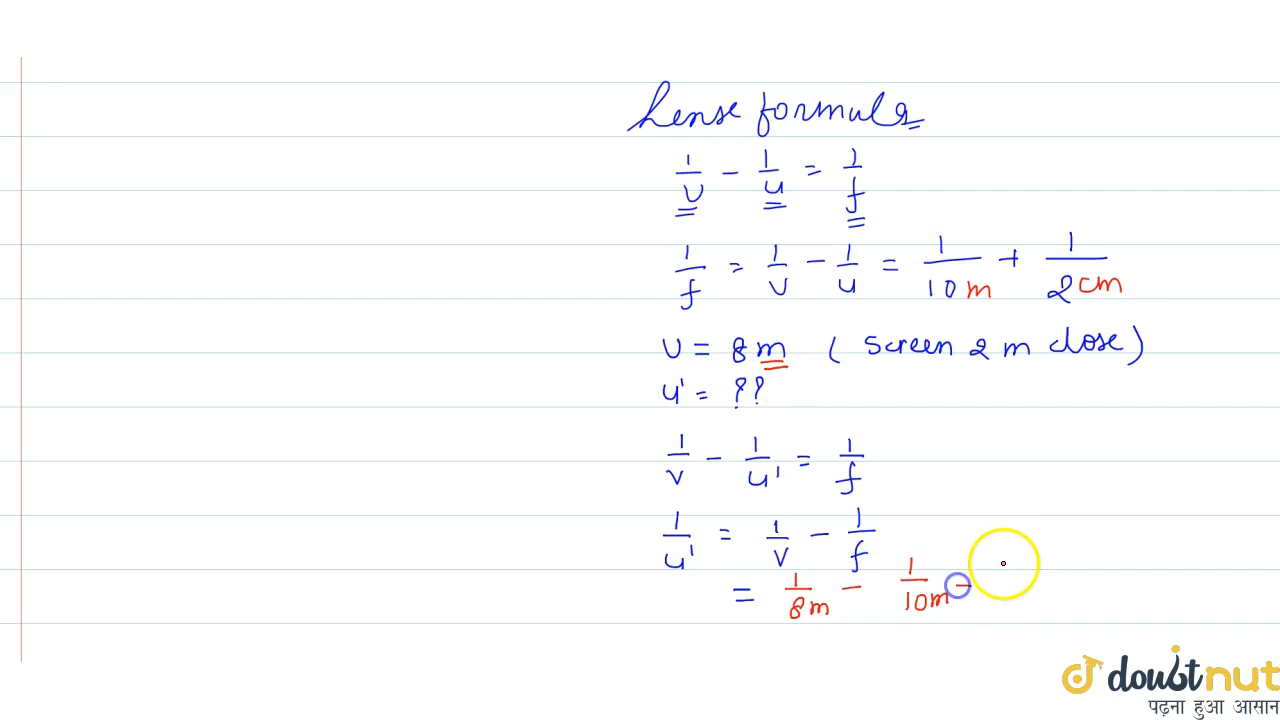 Lense formula
1/v - 1/u = 1/f
1/f = 1/v - 1/u = 1/10m + 1/2cm
v = 8m ( Screen 2 m close )
u' = ??
1/v - 1/u' = 1/f
1/u' = 1/v - 1/f
= 1/8m - 1/10m -
doubtnut
पढ़ना हुआ आसान